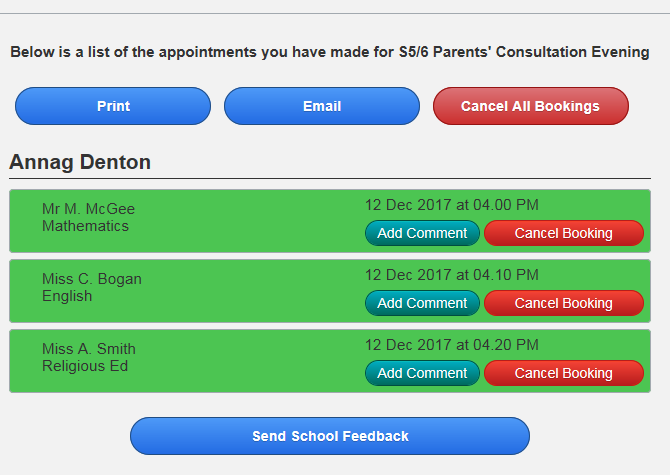 Below is a list of the appointments you have made for S5/6 Parents' Consultation Evening
Print Email Cancel All Bookings
Annag Denton
Mr M. McGee
Mathematics
12 Dec 2017 at 04.00 PM
Add Comment Cancel Booking
Miss C. Bogan
English
12 Dec 2017 at 04.10 PM
Add Comment Cancel Booking
Miss A. Smith
Religious Ed
12 Dec 2017 at 04.20 PM
Add Comment Cancel Booking
Send School Feedback